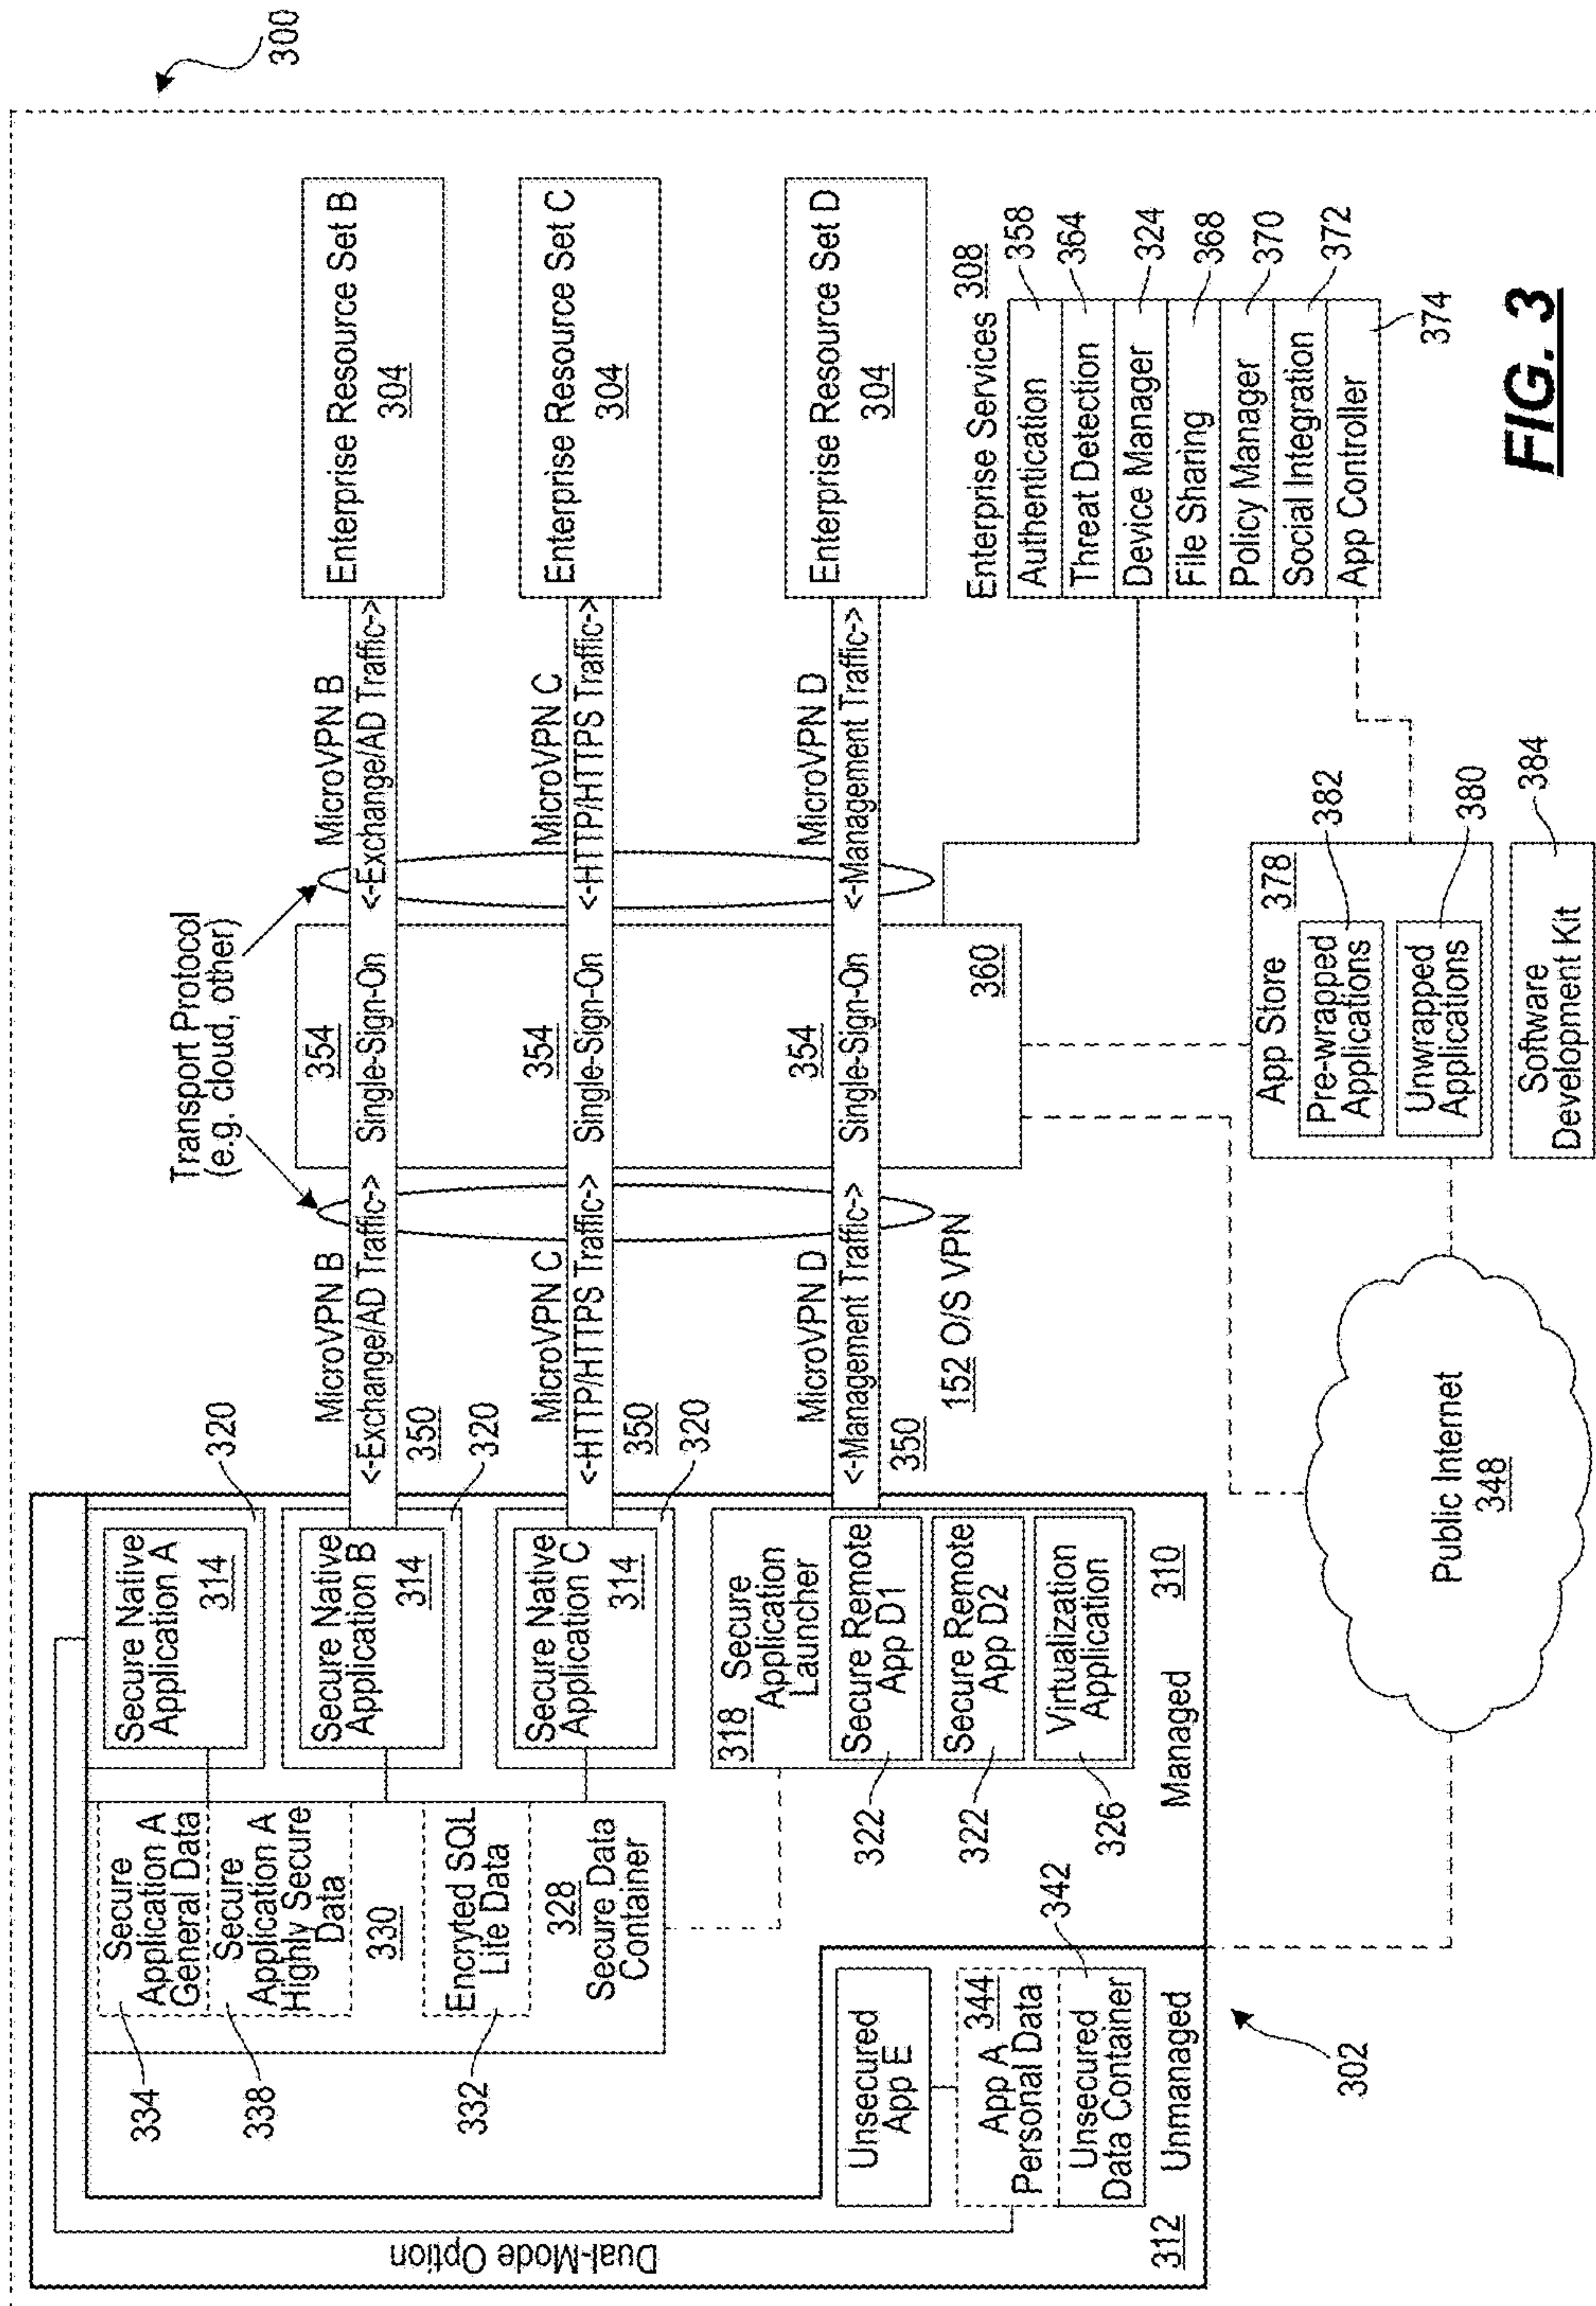 300
Dual-Mode Option
334
Secure
Application A
General Data
338
Secure
Application A
Highly Secure
Data
330
332
Encryted SQL
Lite Data
328
Secure Data
Container
Secure Native
Application A
314
320
Secure Native
Application B
314
320
Secure Native
Application C
314
320
318 Secure
Application
Launcher
Secure Remote
App D1
322
Secure Remote
App D2
322
Virtualization
Application
326
310
Managed
Unsecured
App E
344
App A
Personal Data
342
Unsecured
Data Container
312
Unmanaged
302
Transport Protocol
(e.g. cloud, other)
MicroVPN B
<-Exchange/AD Traffic->
350
354
Single-Sign-On
MicroVPN B
<-Exchange/AD Traffic->
Enterprise Resource Set B
304
MicroVPN C
<-HTTP/HTTPS Traffic->
350
354
Single-Sign-On
MicroVPN C
<-HTTP/HTTPS Traffic->
Enterprise Resource Set C
304
MicroVPN D
<-Management Traffic->
350
354
Single-Sign-On
MicroVPN D
<-Management Traffic->
Enterprise Resource Set D
304
152 O/S VPN
360
Enterprise Services 308
Authentication 358
Threat Detection 364
Device Manager 324
File Sharing 368
Policy Manager 370
Social Integration 372
App Controller
374
App Store 378
Pre-wrapped
Applications
382
Unwrapped
Applications
380
Software
Development Kit
384
Public Internet
348
FIG. 3